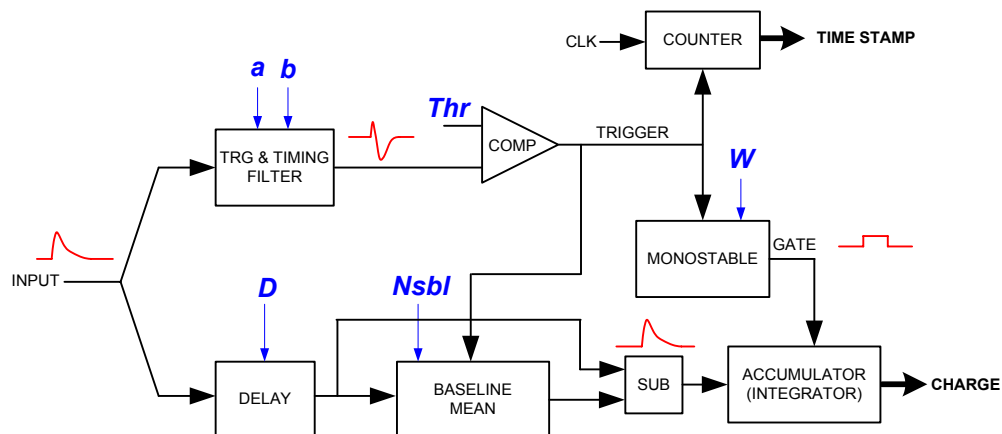 CLK
COUNTER
TIME STAMP
a
b
Thr
TRG & TIMING
FILTER
COMP
TRIGGER
W
INPUT
MONOSTABLE
GATE
D
Nsbl
DELAY
BASELINE
MEAN
SUB
ACCUMULATOR
(INTEGRATOR)
CHARGE